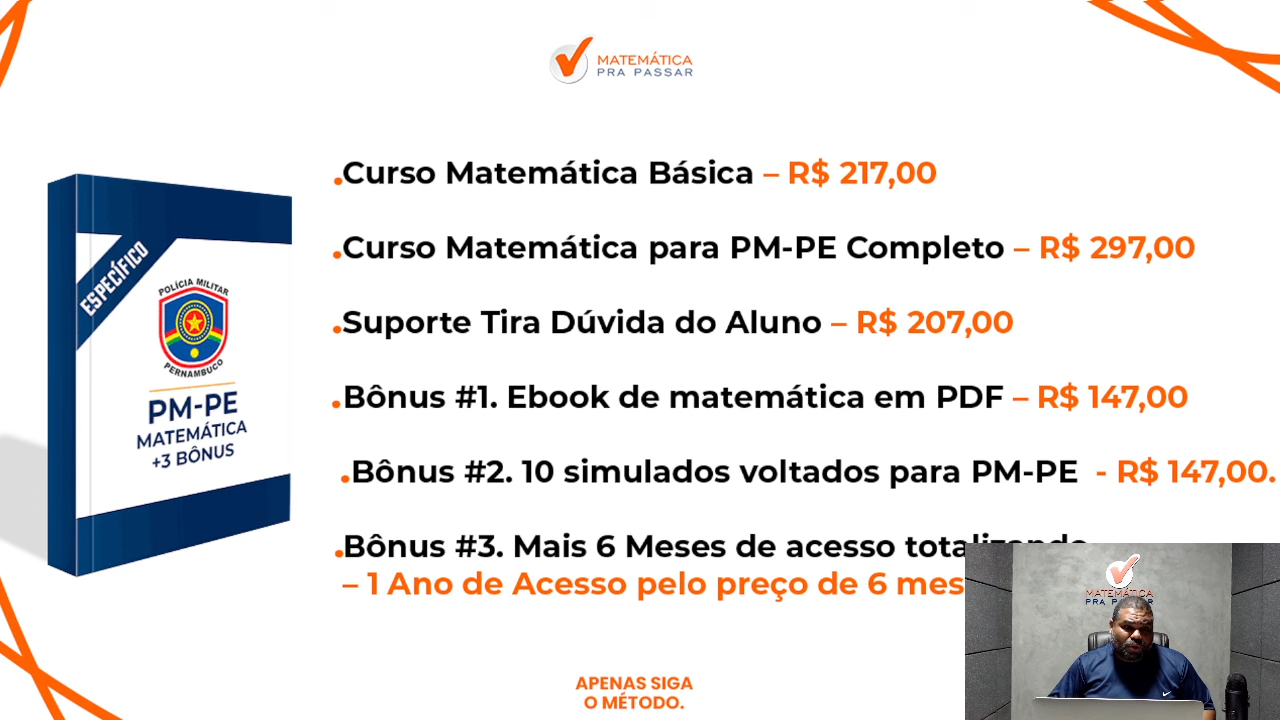 MATEMÁTICA
PRA PASSAR
.Curso Matemática Básica – R$ 217,00
.Curso Matemática para PM-PE Completo – R$ 297,00
.Suporte Tira Dúvida do Aluno – R$ 207,00
.Bônus #1. Ebook de matemática em PDF – R$ 147,00
.Bônus #2. 10 simulados voltados para PM-PE - R$ 147,00.
.Bônus #3. Mais 6 Meses de acesso totalizando
– 1 Ano de Acesso pelo preço de 6
ESPECÍFICO
POLÍCIA MILITAR
PERNAMBUCO
PM-PE
MATEMÁTICA
+3 BÔNUS
MATEMÁTICA
PRA PASSAR
APENAS SIGA
O MÉTODO.